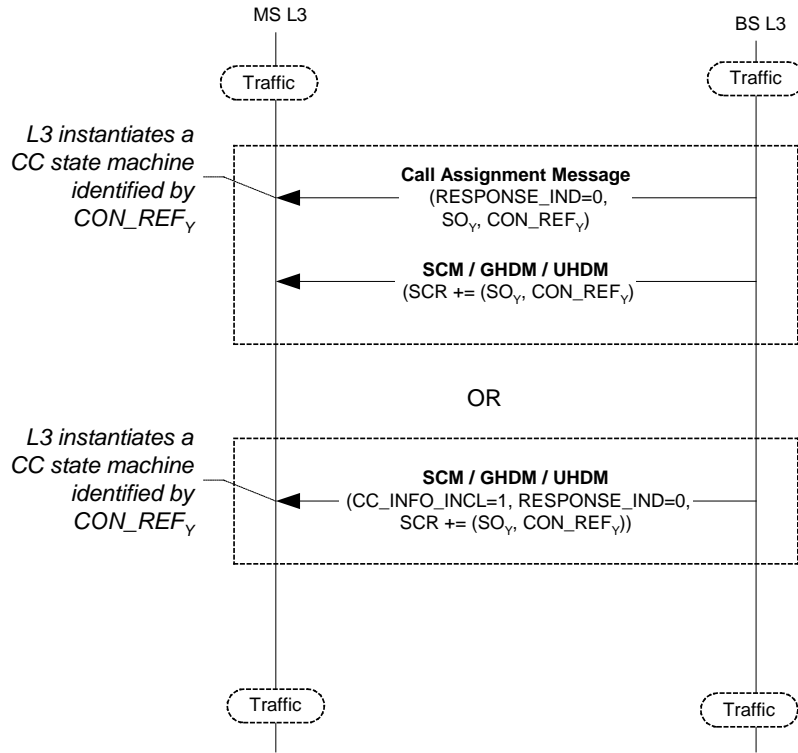 MS L3
BS L3
Traffic
Traffic
L3 instantiates a
CC state machine
identified by
CON_REFY
Call Assignment Message
(RESPONSE_IND=0,
SOY, CON_REFY)
SCM / GHDM / UHDM
(SCR += (SOY, CON_REFY)
OR
L3 instantiates a
CC state machine
identified by
CON_REFY
SCM / GHDM / UHDM
(CC_INFO_INCL=1, RESPONSE_IND=0,
SCR += (SOY, CON_REFY))
Traffic
Traffic